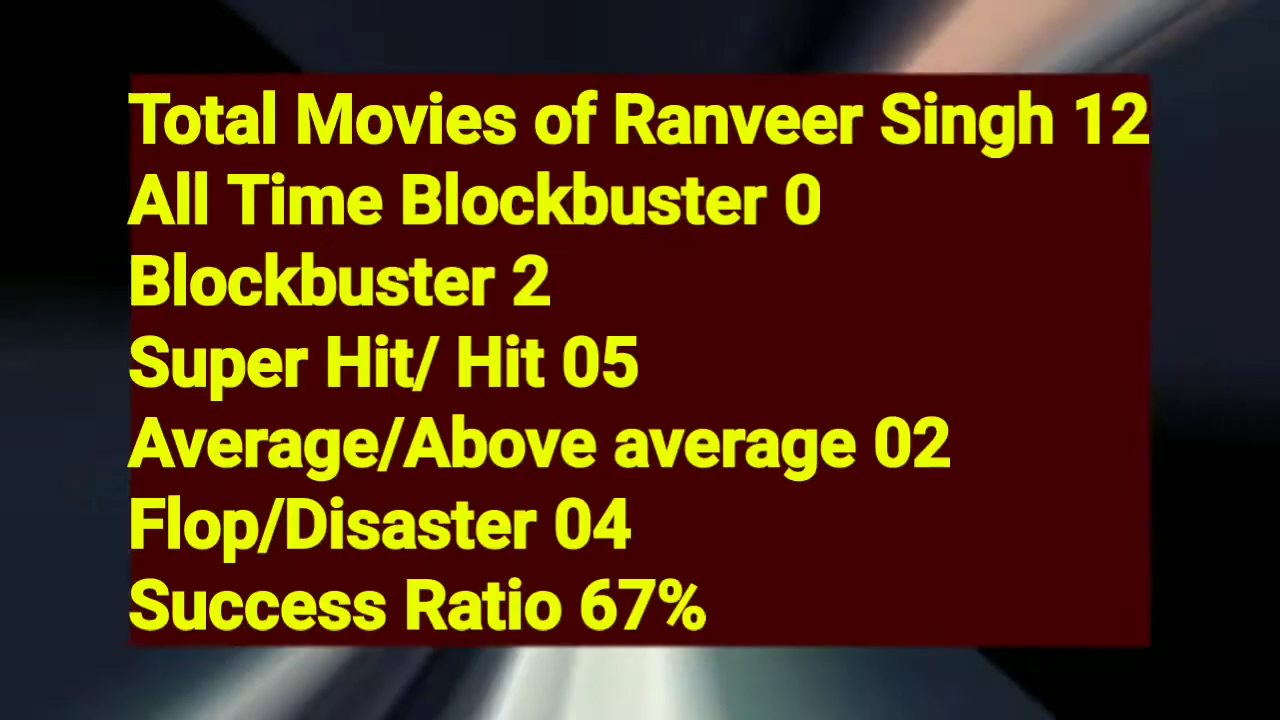 Total Movies of Ranveer Singh 12
All Time Blockbuster 0
Blockbuster 2
Super Hit/ Hit 05
Average/Above average 02
Flop/Disaster 04
Success Ratio 67%